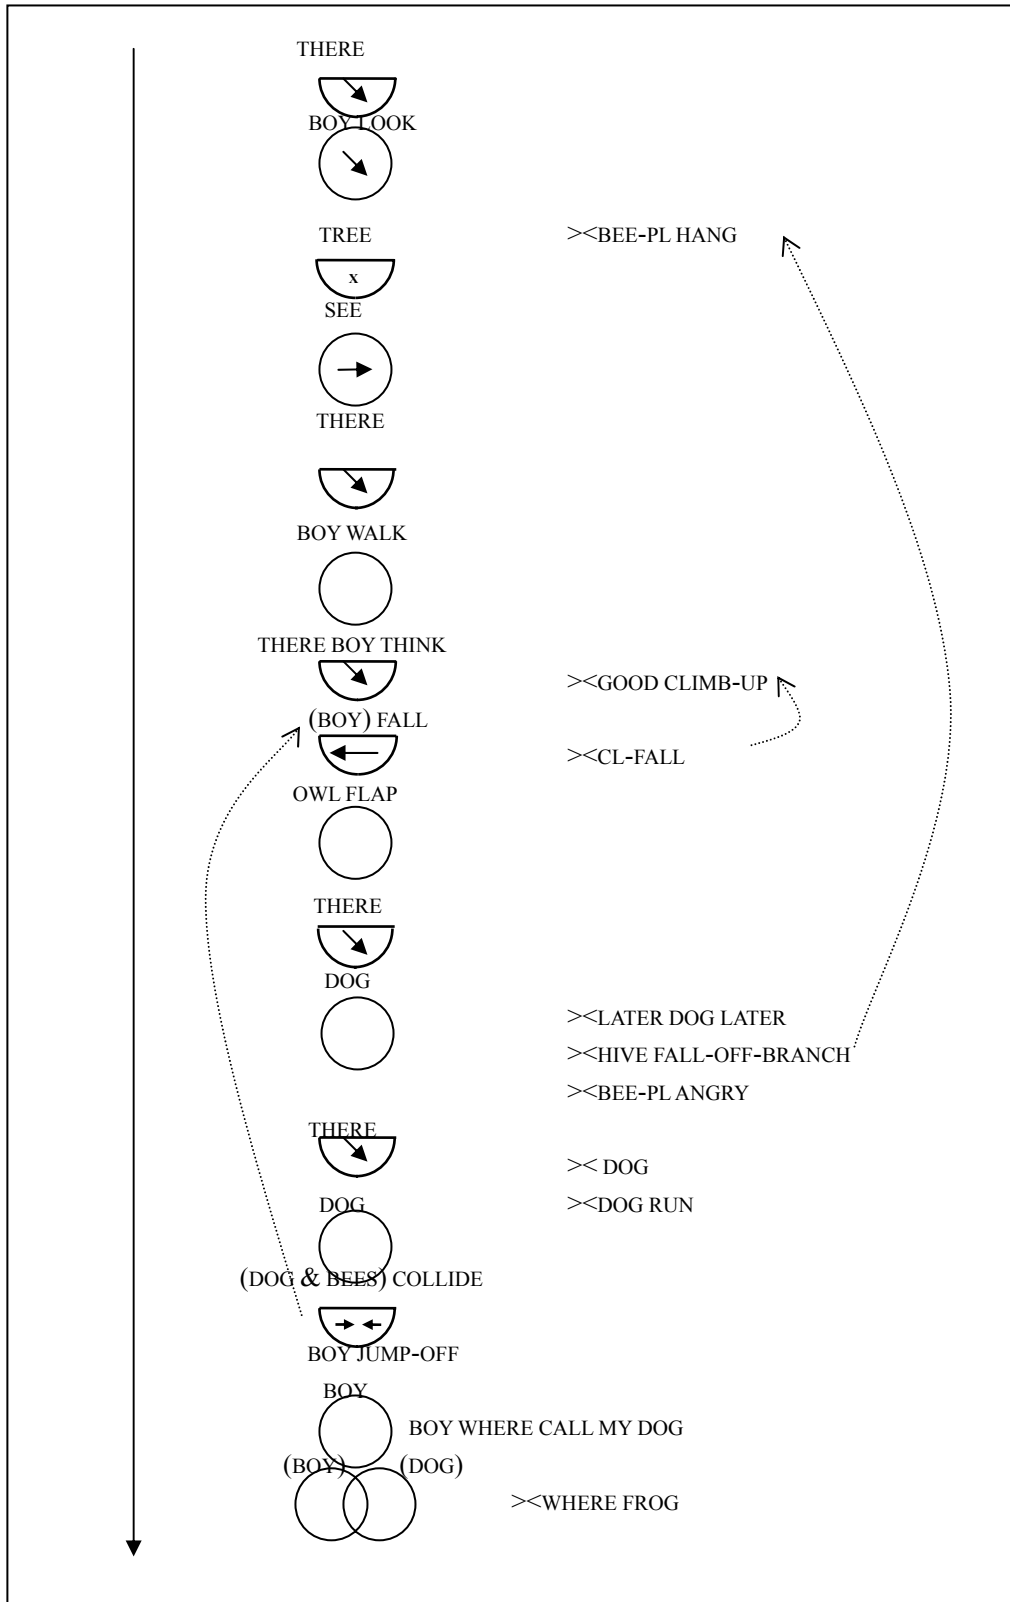 THERE
BOY LOOK
TREE ><BEE-PL HANG
x
SEE
THERE
BOY WALK
THERE BOY THINK
><GOOD CLIMB-UP
(BOY) FALL
><CL-FALL
OWL FLAP
THERE
DOG
><LATER DOG LATER
><HIVE FALL-OFF-BRANCH
><BEE-PL ANGRY
THERE
>< DOG
DOG ><DOG RUN
(DOG & BEES) COLLIDE
BOY JUMP-OFF
BOY
BOY WHERE CALL MY DOG
(BOY) (DOG)
><WHERE FROG